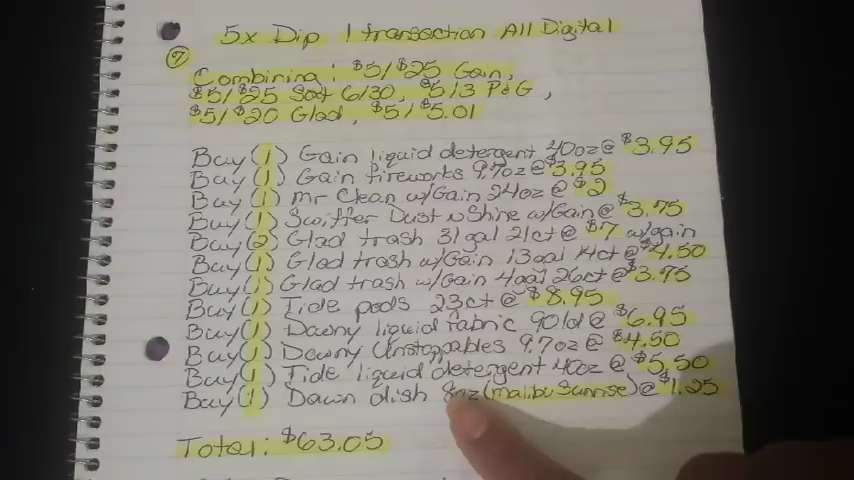 5x Dip 1 transaction All Digital
7
Combining: $5/$25 Gain,
$5/$25 Sat 6/30, $5/3 P&G,
$5/$20 Glad, $5/$5.01
Buy (1) Gain liquid detergent 40oz @ $3.95
Buy (1) Gain fireworks 9.7oz @ $3.95
Buy (1) mr Clean w/Gain 24oz @ $2
Buy (1) Swiffer Dust n Shine w/Gain @ $3.75
Buy (2) Glad trash 31gal 21ct @ $7 w/gain
Buy (1) Glad trash w/Gain 13gal 14ct @ $4.50
Buy (1) Glad trash w/Gain 4gal 26ct @ $3.75
Buy (1) Tide pods 23ct @ $8.95
Buy (1) Downy liquid fabric 90ld @ $6.95
Buy (1) Downy Unstoppables 9.7oz @ $4.50
Buy (1) Tide liquid detergent 40oz @ $5.50
Buy (1) Dawn dish 8oz (malibu Sunrise) @ $1.25
Total: $63.05